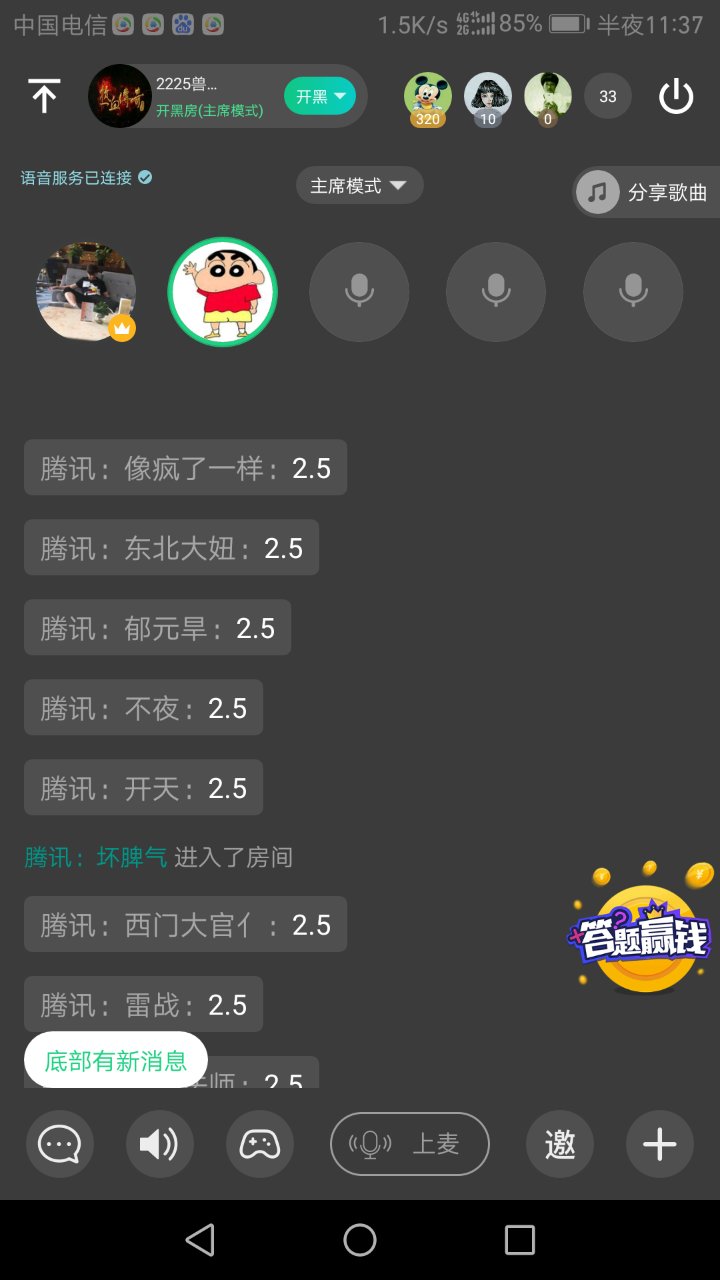 中国电信 1.5K/s 4G 2G 85% 半夜11:37
2225兽...
开黑房(主席模式)
开黑
320
10
0
33
语音服务已连接
主席模式
分享歌曲
腾讯：像疯了一样：2.5
腾讯：东北大妞：2.5
腾讯：郁元旱：2.5
腾讯：不夜：2.5
腾讯：开天：2.5
腾讯：坏脾气 进入了房间
腾讯：西门大官亻：2.5
答题赢钱
腾讯：雷战：2.5
底部有新消息
师：2.5
上麦
邀